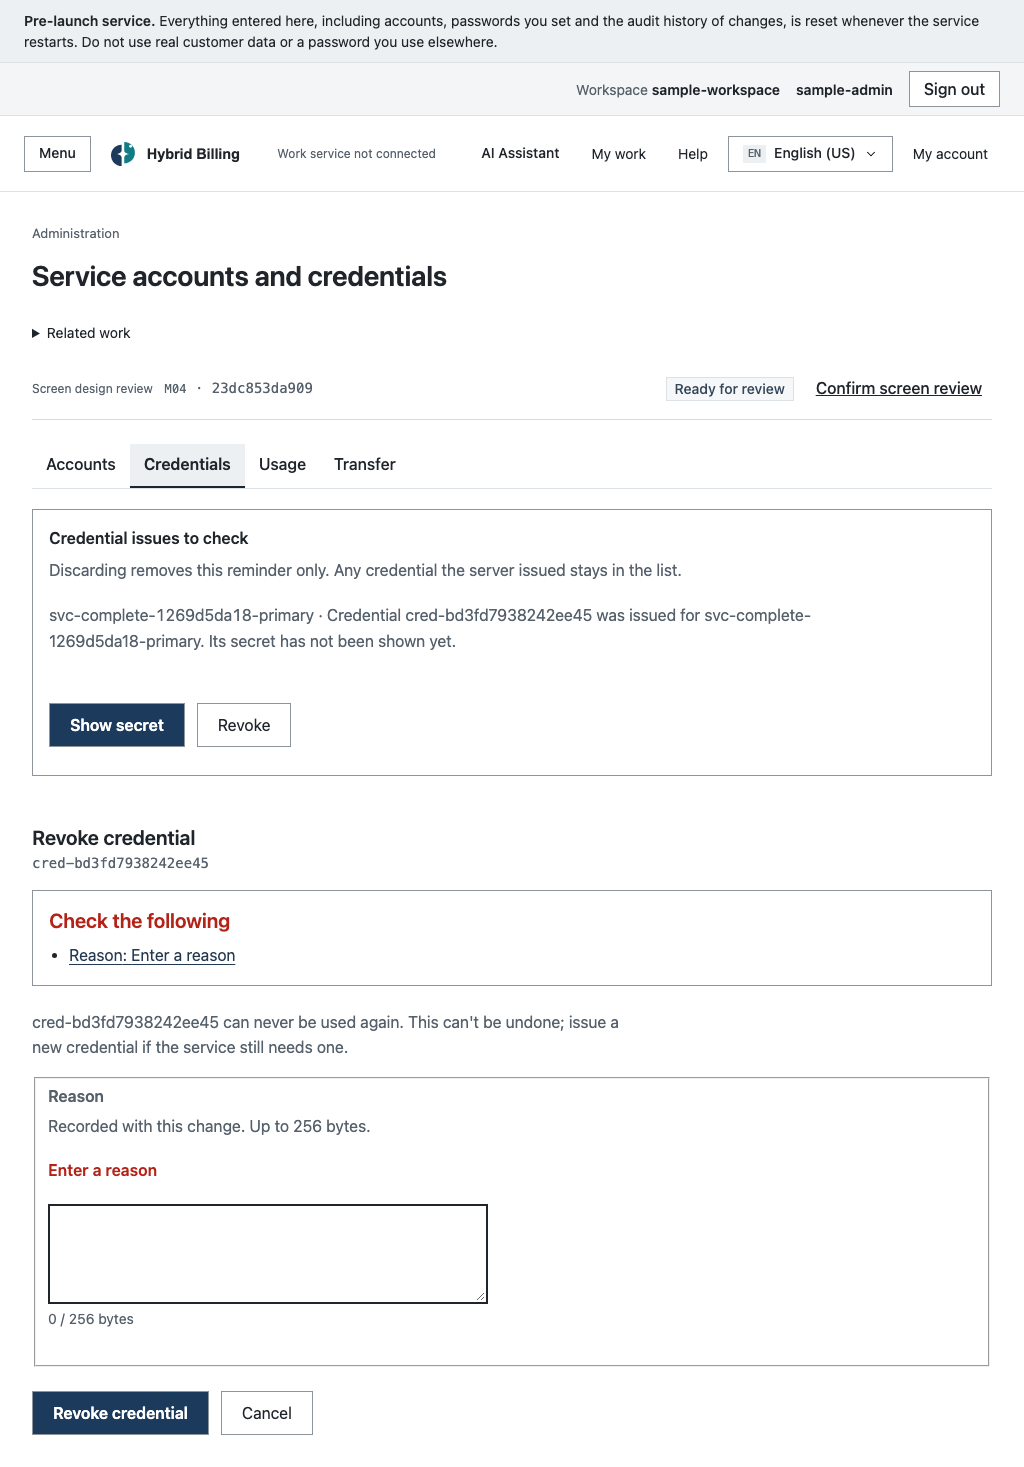 Pre-launch service. Everything entered here, including accounts, passwords you set and the audit history of changes, is reset whenever the service
restarts. Do not use real customer data or a password you use elsewhere.
Workspace sample-workspace sample-admin Sign out
Menu Hybrid Billing Work service not connected AI Assistant My work Help EN English (US) My account
Administration
Service accounts and credentials
Related work
Screen design review M04 · 23dc853da909 Ready for review Confirm screen review
Accounts Credentials Usage Transfer
Credential issues to check
Discarding removes this reminder only. Any credential the server issued stays in the list.
svc-complete-1269d5da18-primary · Credential cred-bd3fd7938242ee45 was issued for svc-complete-
1269d5da18-primary. Its secret has not been shown yet.
Show secret Revoke
Revoke credential
cred-bd3fd7938242ee45
Check the following
• Reason: Enter a reason
cred-bd3fd7938242ee45 can never be used again. This can't be undone; issue a
new credential if the service still needs one.
Reason
Recorded with this change. Up to 256 bytes.
Enter a reason
0 / 256 bytes
Revoke credential Cancel